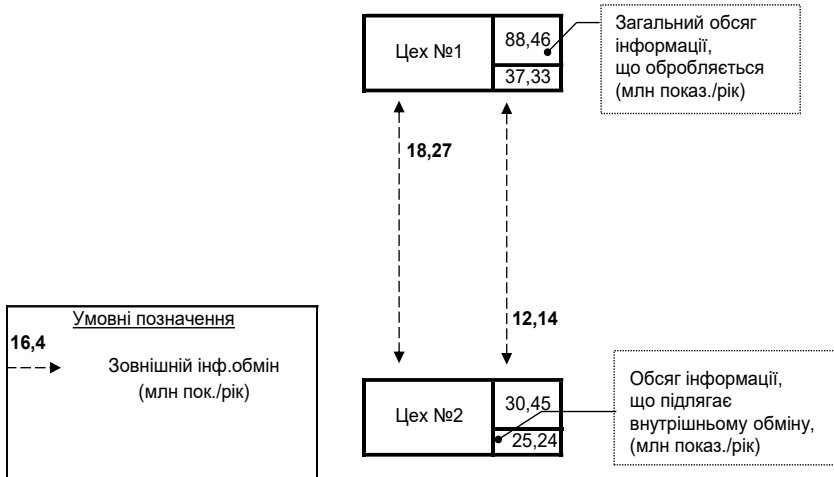 Цех №1
88,46
37,33
Загальний обсяг
інформації,
що обробляється
(млн показ./рік)
18,27
12,14
Умовні позначення
16,4
Зовнішній інф.обмін
(млн пок./рік)
Цех №2
30,45
25,24
Обсяг інформації,
що підлягає
внутрішньому обміну,
(млн показ./рік)